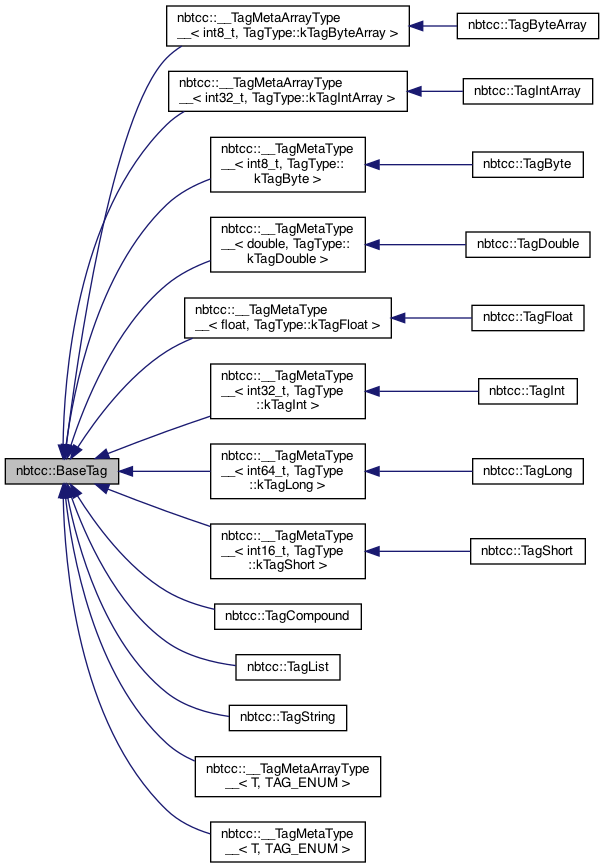 nbtcc::__TagMetaArrayType
__< int8_t, TagType::kTagByteArray >
nbtcc::TagByteArray
nbtcc::__TagMetaArrayType
__< int32_t, TagType::kTagIntArray >
nbtcc::TagIntArray
nbtcc::__TagMetaType
__< int8_t, TagType::
kTagByte >
nbtcc::TagByte
nbtcc::__TagMetaType
__< double, TagType::
kTagDouble >
nbtcc::TagDouble
nbtcc::__TagMetaType
__< float, TagType::kTagFloat >
nbtcc::TagFloat
nbtcc::__TagMetaType
__< int32_t, TagType
::kTagInt >
nbtcc::TagInt
nbtcc::BaseTag
nbtcc::__TagMetaType
__< int64_t, TagType
::kTagLong >
nbtcc::TagLong
nbtcc::__TagMetaType
__< int16_t, TagType
::kTagShort >
nbtcc::TagShort
nbtcc::TagCompound
nbtcc::TagList
nbtcc::TagString
nbtcc::__TagMetaArrayType
__< T, TAG_ENUM >
nbtcc::__TagMetaType
__< T, TAG_ENUM >